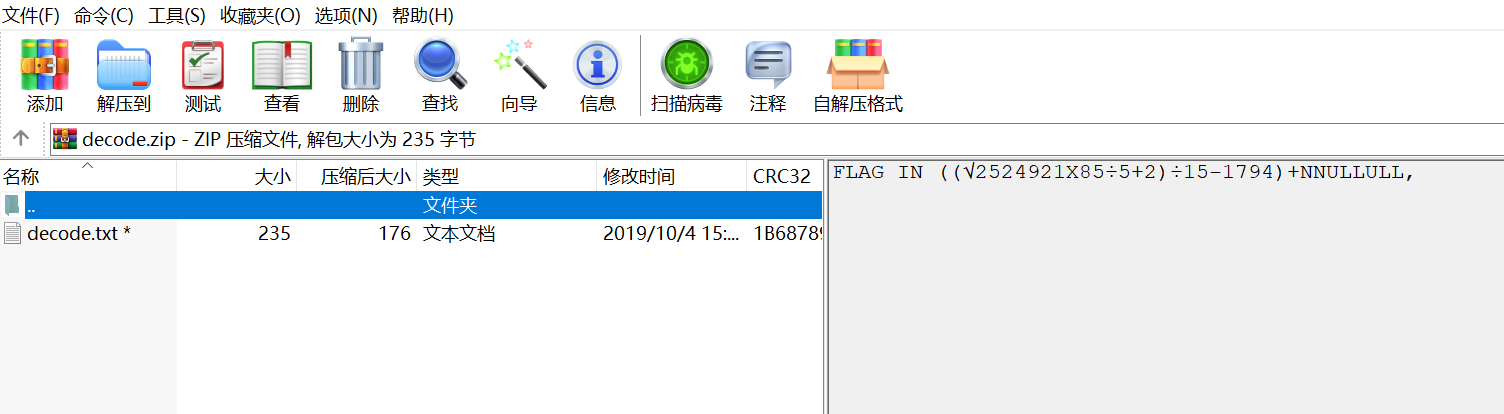 文件(F) 命令(C) 工具(S) 收藏夹(O) 选项(N) 帮助(H)
添加 解压到 测试 查看 删除 查找 向导 信息 扫描病毒 注释 自解压格式
decode.zip - ZIP 压缩文件, 解包大小为 235 字节
名称 大小 压缩后大小 类型 修改时间 CRC32
.. 文件夹
decode.txt * 235 176 文本文档 2019/10/4 15:... 1B68789
FLAG IN ((√2524921X85÷5+2)÷15-1794)+NNULLULL,